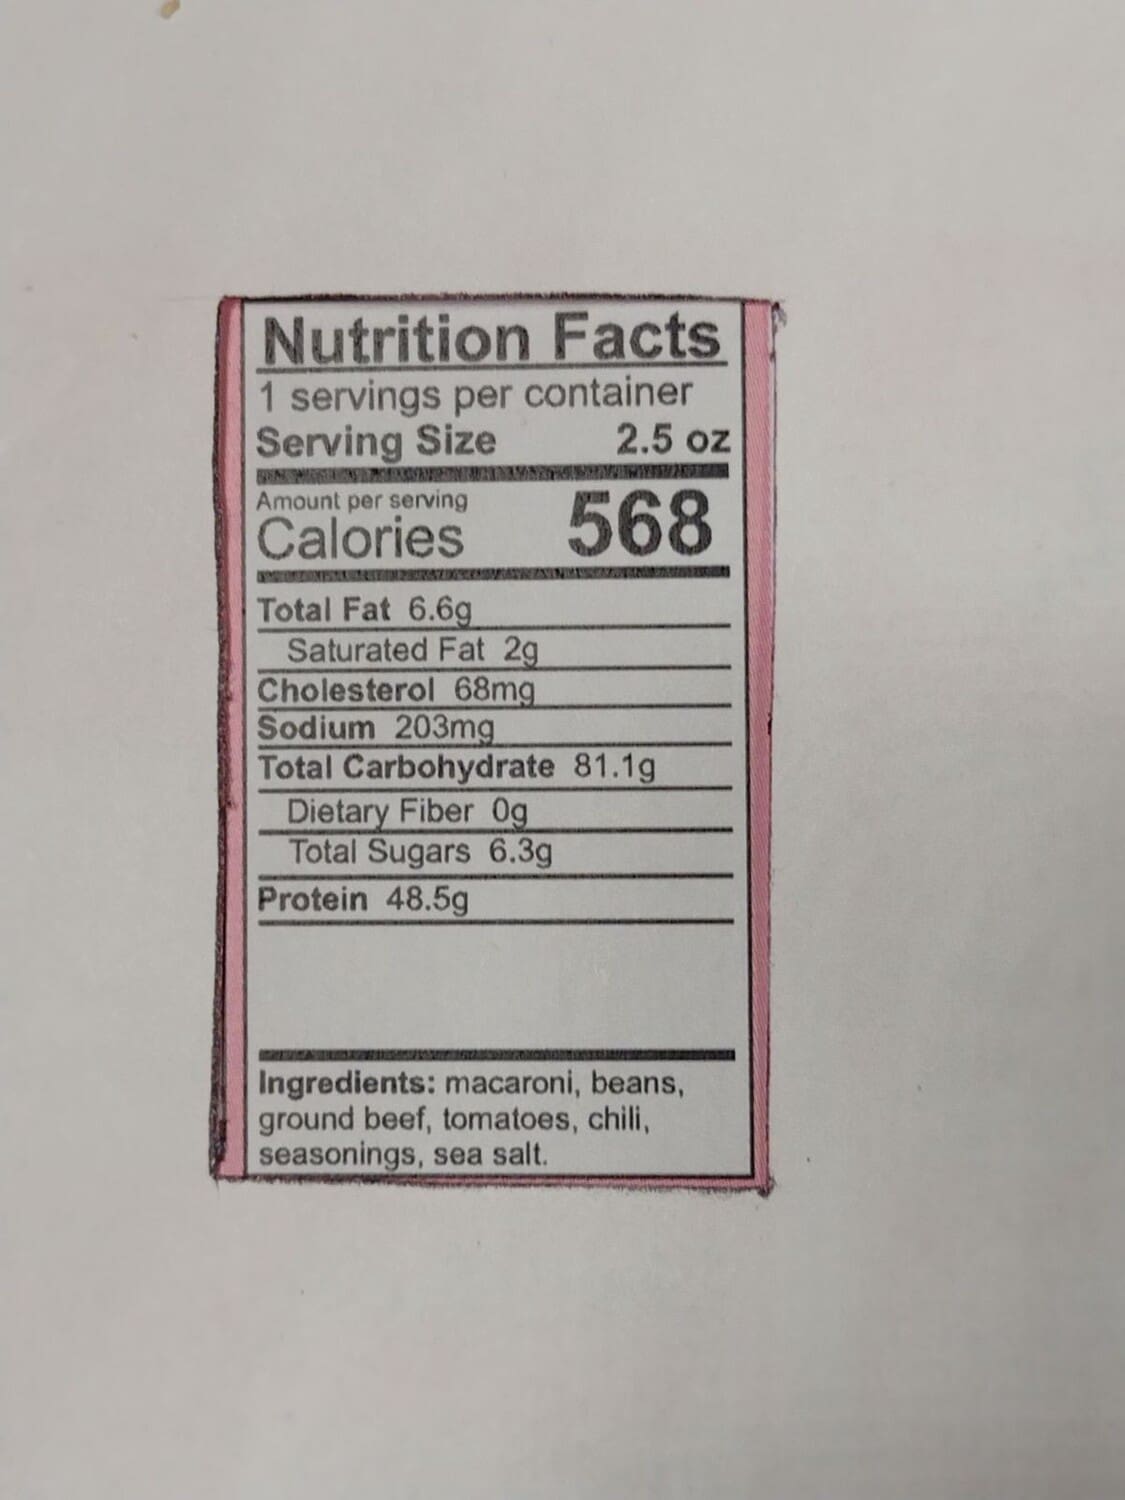 Nutrition Facts
1 servings per container
Serving Size 2.5 oz
Amount per serving
Calories 568
Total Fat 6.6g
Saturated Fat 2g
Cholesterol 68mg
Sodium 203mg
Total Carbohydrate 81.1g
Dietary Fiber 0g
Total Sugars 6.3g
Protein 48.5g
Ingredients: macaroni, beans,
ground beef, tomatoes, chili,
seasonings, sea salt.